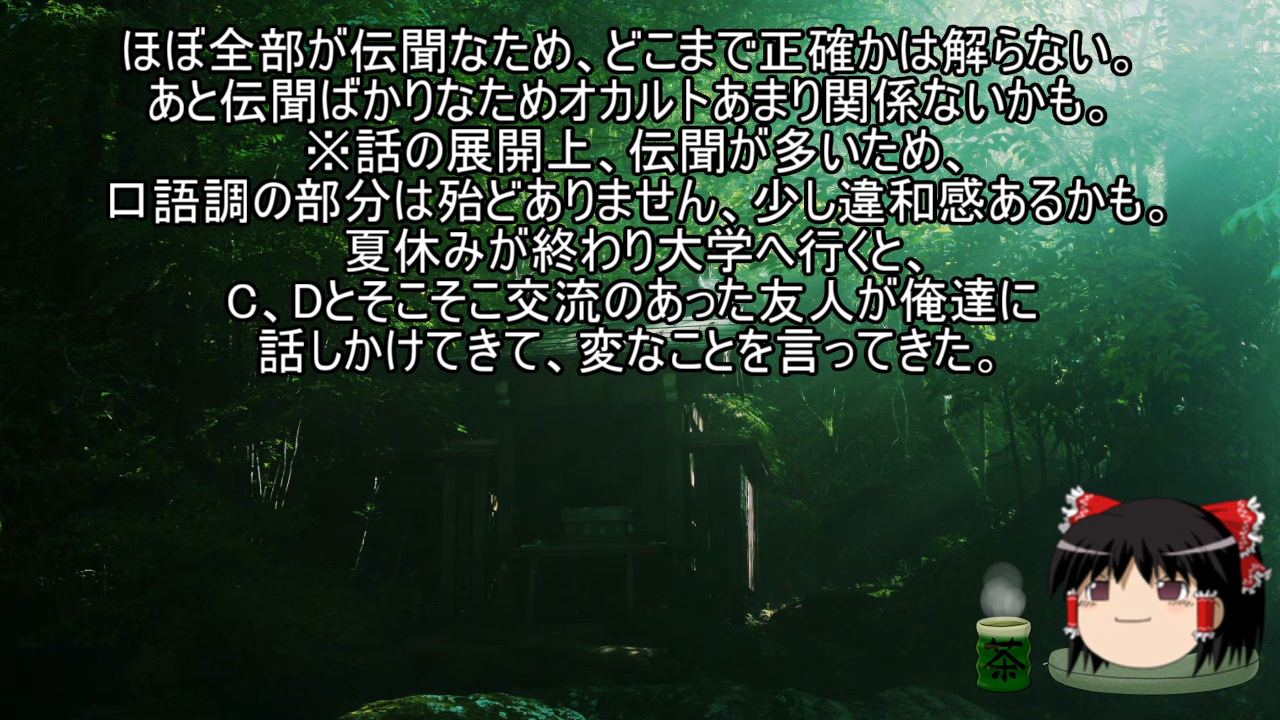 ほぼ全部が伝聞なため、どこまで正確かは解らない。
あと伝聞ばかりなためオカルトあまり関係ないかも。
※話の展開上、伝聞が多いため、
口語調の部分は殆どありません、少し違和感あるかも。
夏休みが終わり大学へ行くと、
C、Dとそこそこ交流のあった友人が俺達に
話しかけてきて、変なことを言ってきた。
茶